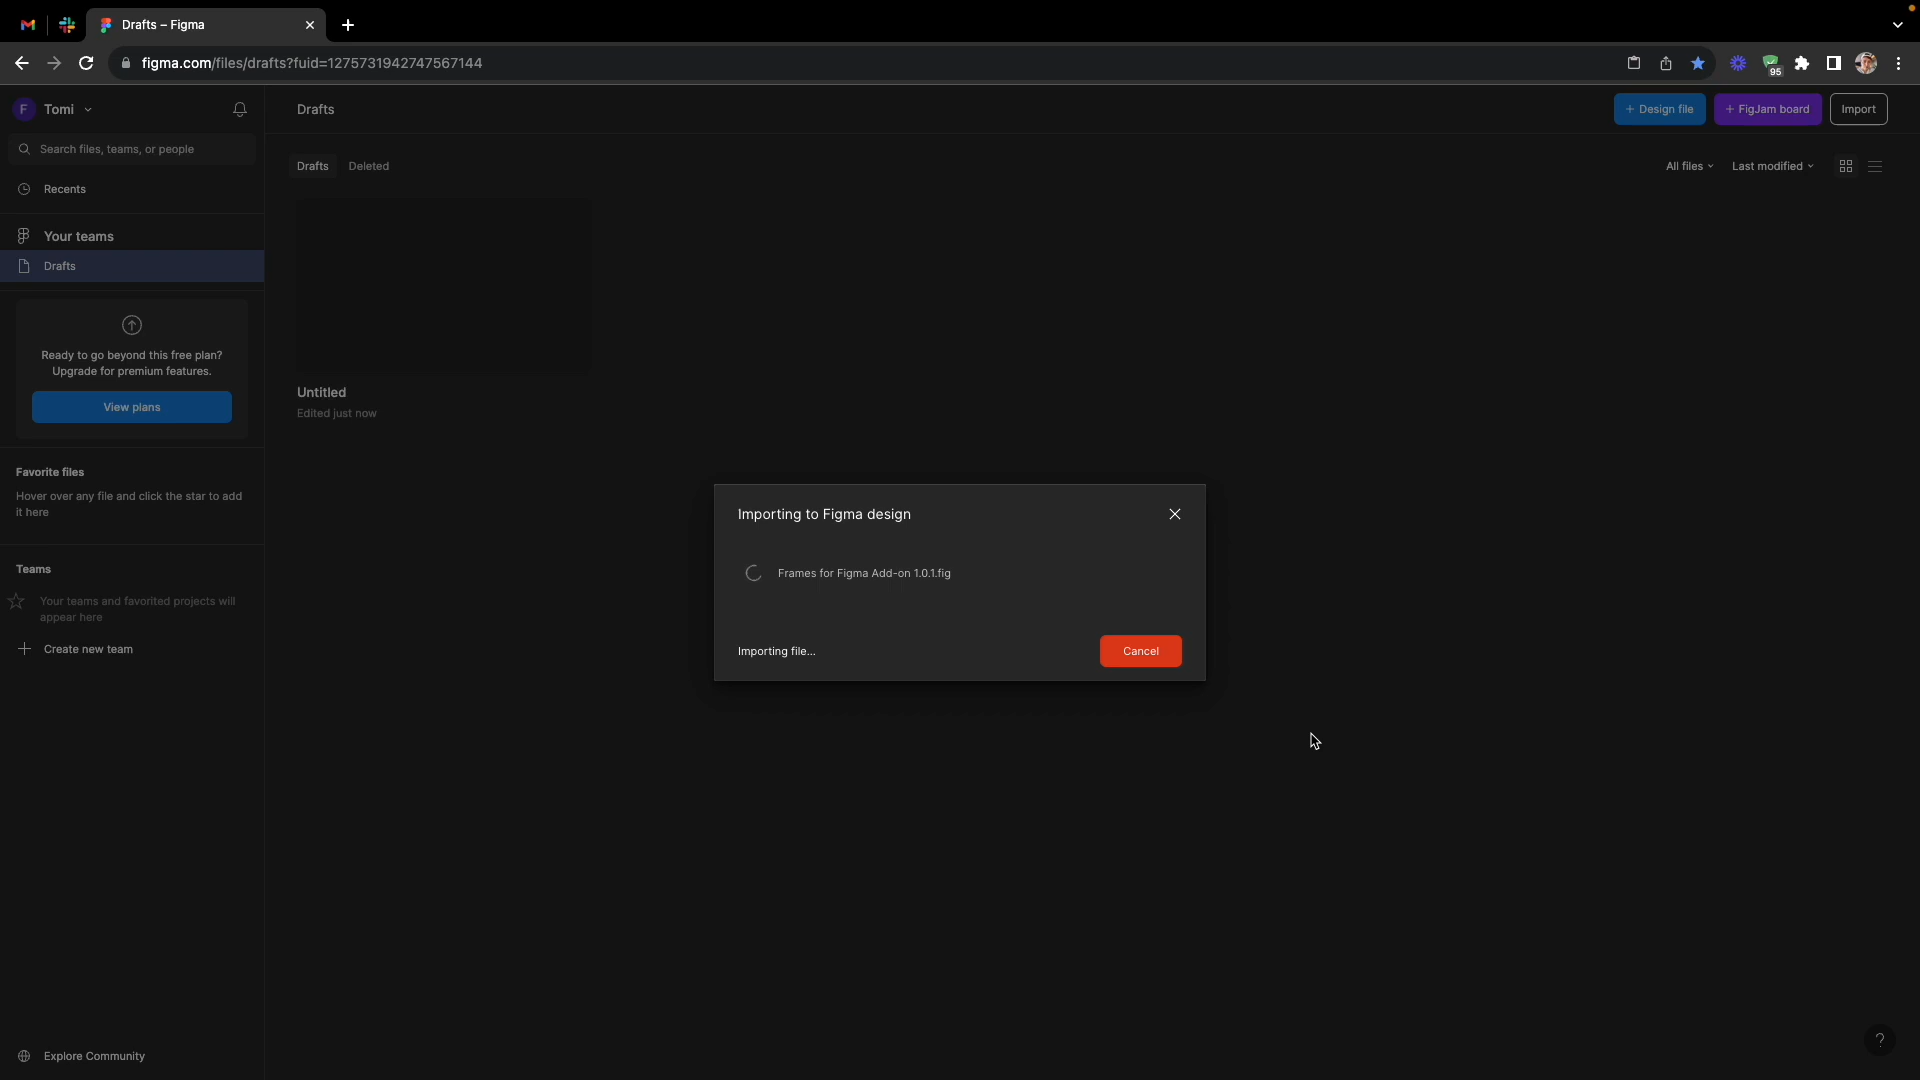 Drafts – Figma
figma.com/files/drafts?fuid=1275731942747567144
95
F Tomi
Drafts
+ Design file
+ FigJam board
Import
Search files, teams, or people
Drafts
Deleted
All files
Last modified
Recents
Your teams
Drafts
Ready to go beyond this free plan?
Upgrade for premium features.
View plans
Untitled
Edited just now
Favorite files
Hover over any file and click the star to add
it here
Importing to Figma design
Frames for Figma Add-on 1.0.1.fig
Importing file...
Cancel
Teams
Your teams and favorited projects will
appear here
Create new team
Explore Community
?